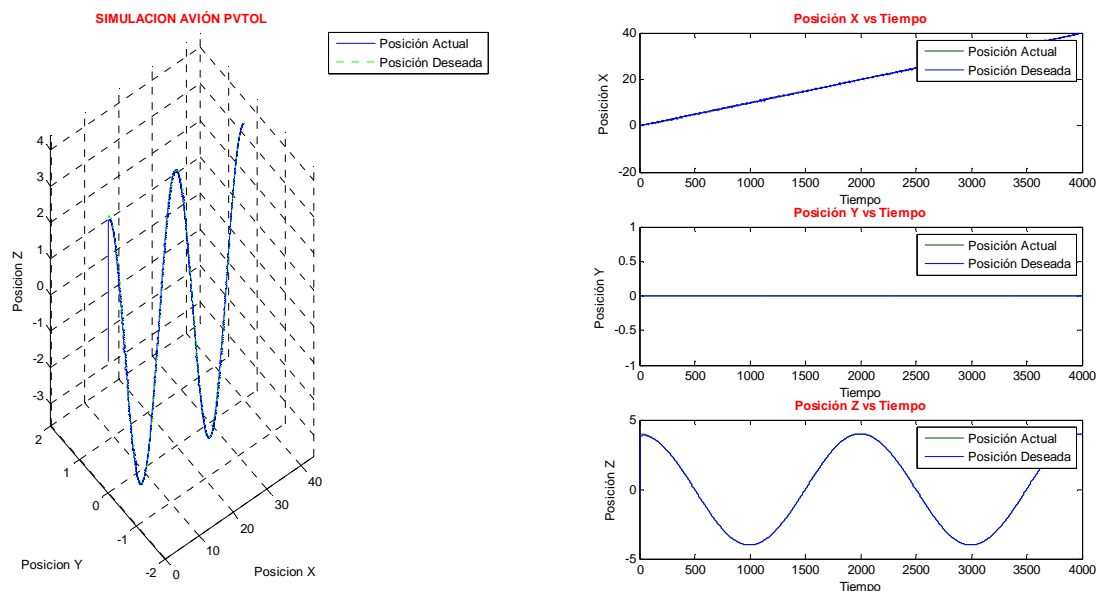 SIMULACION AVIÓN PVTOL
Posición Actual
Posición Deseada
4
3
2
1
0
-1
-2
-3
Posicion Z
2
1
0
-1
-2
Posicion Y
0
10
20
30
40
Posicion X
Posición X vs Tiempo
Posición Actual
Posición Deseada
40
20
0
-20
Posición X
0
500
1000
1500
2000
2500
3000
3500
4000
Tiempo
Posición Y vs Tiempo
Posición Actual
Posición Deseada
1
0.5
0
-0.5
-1
Posición Y
0
500
1000
1500
2000
2500
3000
3500
4000
Tiempo
Posición Z vs Tiempo
Posición Actual
Posición Deseada
5
0
-5
Posición Z
0
500
1000
1500
2000
2500
3000
3500
4000
Tiempo